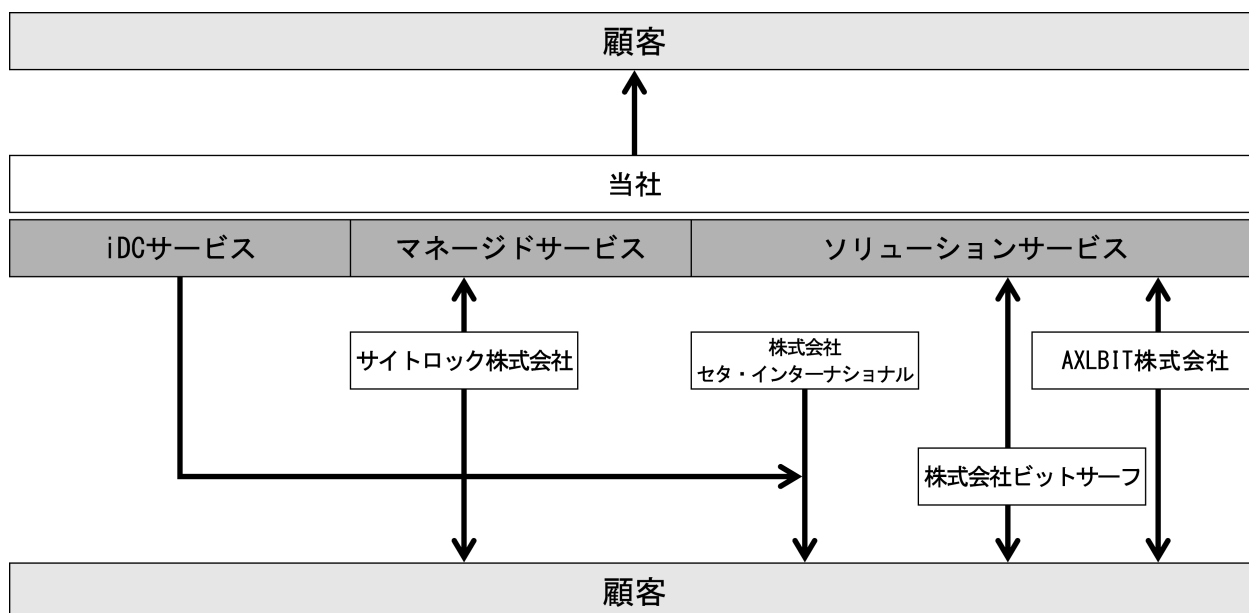 顧客
当社
iDCサービス
マネージドサービス
ソリューションサービス
サイトロック株式会社
株式会社
セタ・インターナショナル
AXLBIT株式会社
株式会社ビットサーフ
顧客